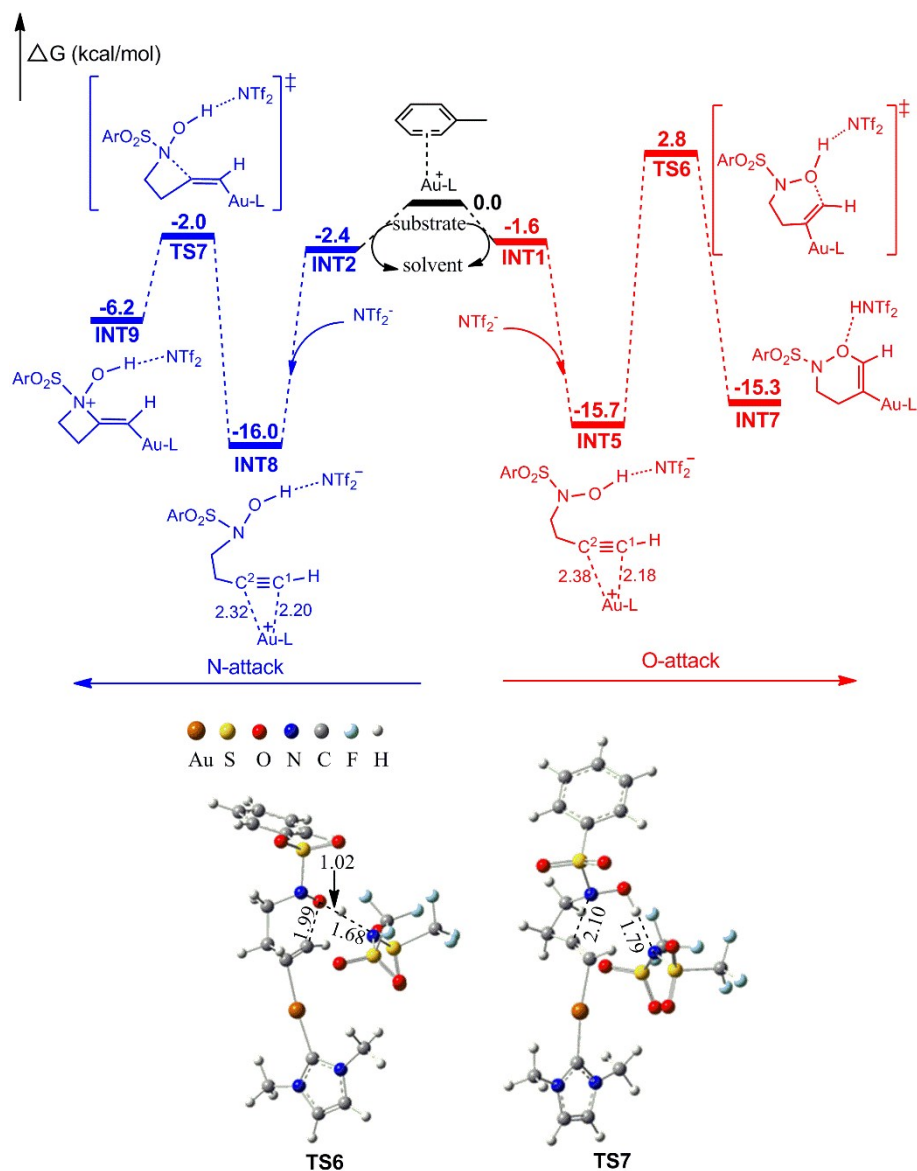 △G (kcal/mol)
‡
H
NTf2
O
ArO2S
N
H
Au-L
-2.0
TS7
-6.2
INT9
ArO2S
O
H
NTf2
N+
H
Au-L
-16.0
INT8
-2.4
INT2
NTf2-
+
Au-L
0.0
substrate
solvent
-1.6
INT1
NTf2-
-15.7
INT5
2.8
TS6
‡
NTf2
H
ArO2S
N
O
H
Au-L
HNTf2
ArO2S
N
O
H
Au-L
-15.3
INT7
ArO2S
N
O
H
NTf2−
C2≡C1-H
2.32
2.20
+
Au-L
ArO2S
N
O
H
NTf2−
C2≡C1-H
2.38
2.18
+
Au-L
N-attack
O-attack
Au S O N C F H
1.02
1.99
1.68
2.10
1.79
TS6
TS7